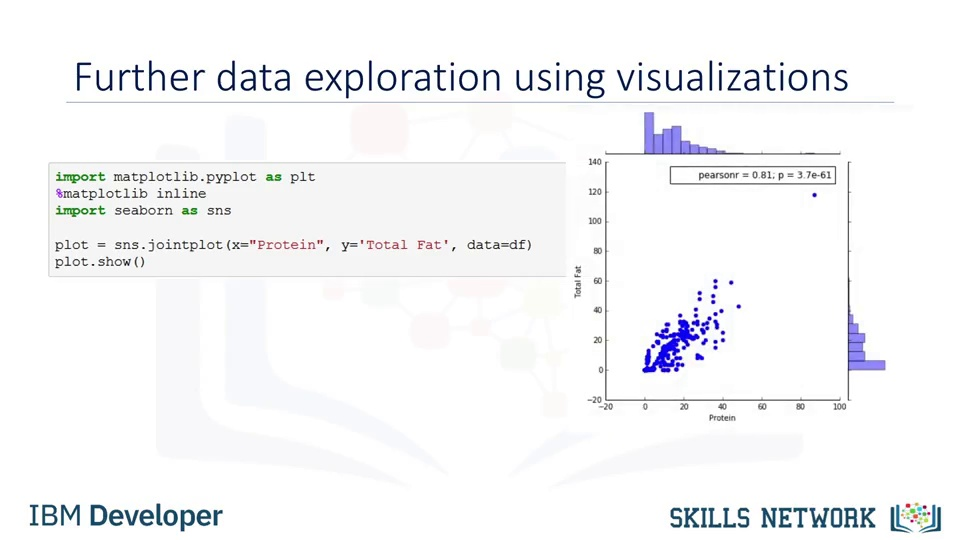 Further data exploration using visualizations
import matplotlib.pyplot as plt
%matplotlib inline
import seaborn as sns
plot = sns.jointplot(x="Protein", y='Total Fat', data=df)
plot.show()
pearsonr = 0.81; p = 3.7e-61
140
120
100
80
60
40
20
0
−20
Total Fat
−20 0 20 40 60 80 100
Protein
IBM Developer
SKILLS NETWORK